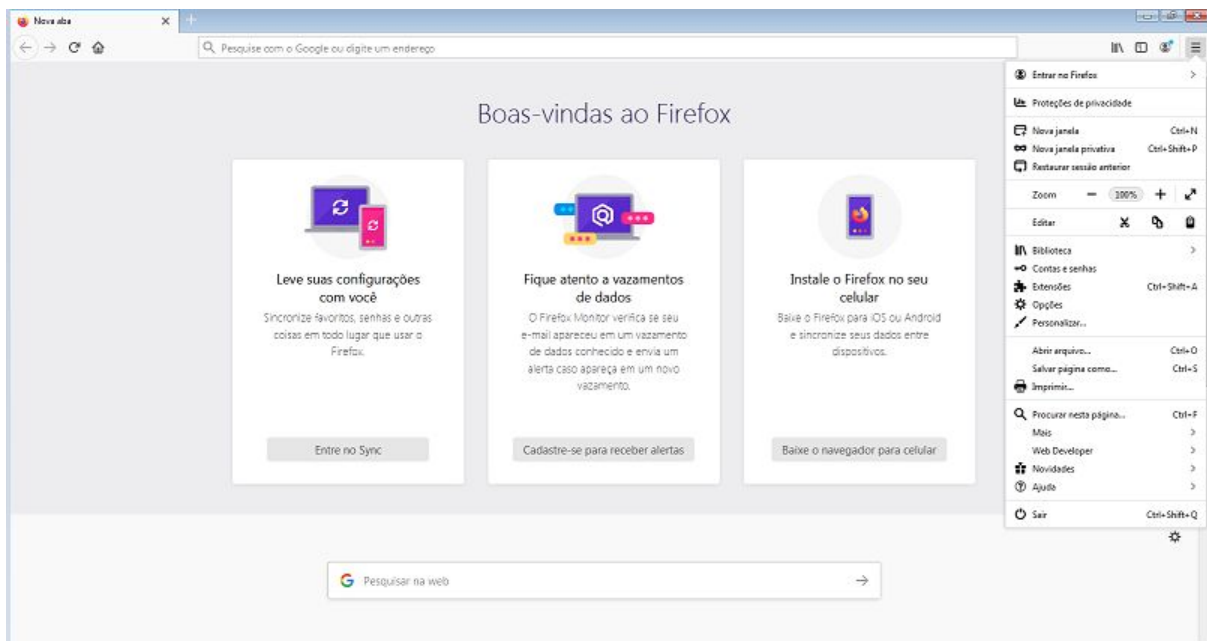 Nova aba
Pesquise com o Google ou digite um endereço
Boas-vindas ao Firefox
Leve suas configurações
com você
Sincronize favoritos, senhas e outras
coisas em todo lugar que usar o
Firefox.
Entre no Sync
Fique atento a vazamentos
de dados
O Firefox Monitor verifica se seu
e-mail apareceu em um vazamento
de dados conhecido e envia um
alerta caso apareça em um novo
vazamento.
Cadastre-se para receber alertas
Instale o Firefox no seu
celular
Baixe o Firefox para iOS ou Android
e sincronize seus dados entre
dispositivos.
Baixe o navegador para celular
Pesquisar na web
Entrar no Firefox
Proteções de privacidade
Nova janela Ctrl+N
Nova janela privativa Ctrl+Shift+P
Restaurar sessão anterior
Zoom 100%
Editar
Biblioteca
Contas e senhas
Extensões Ctrl+Shift+A
Opções
Personalizar...
Abrir arquivo... Ctrl+O
Salvar página como... Ctrl+S
Imprimir...
Procurar nesta página... Ctrl+F
Mais
Web Developer
Novidades
Ajuda
Sair Ctrl+Shift+Q